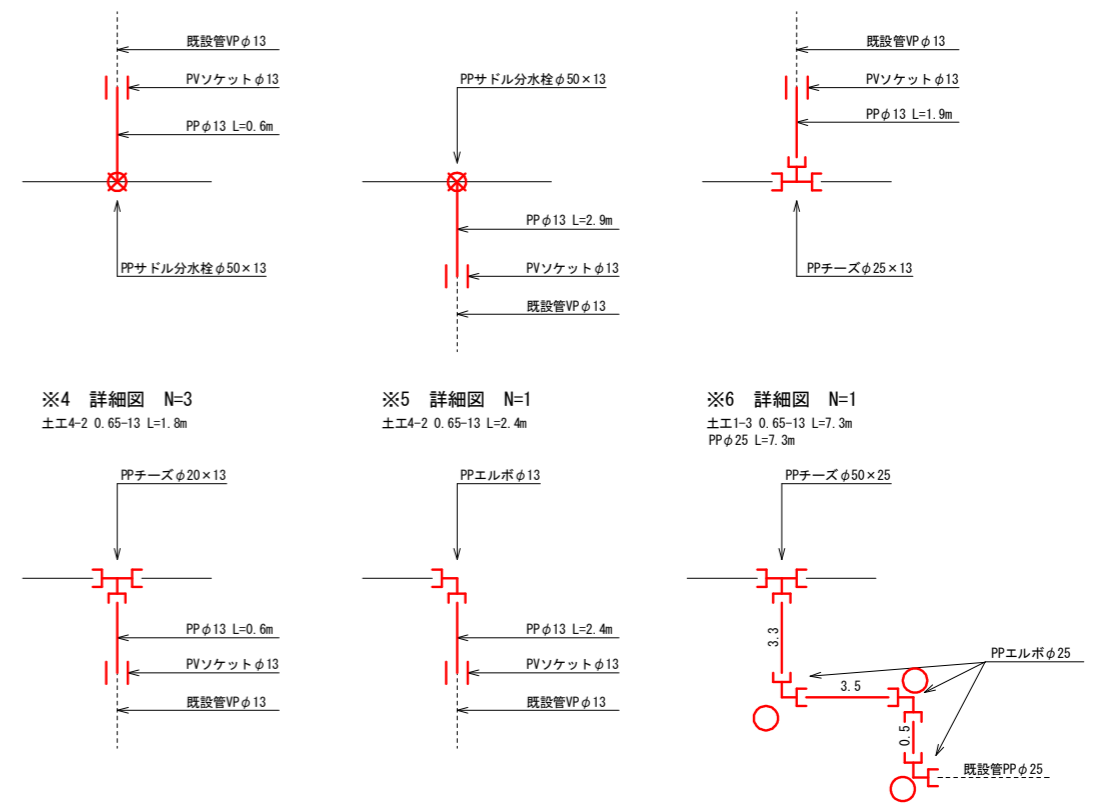 既設管VPφ13
PVソケットφ13
PPφ13 L=0.6m
PPサドル分水栓φ50×13
PPサドル分水栓φ50×13
PPφ13 L=2.9m
PVソケットφ13
既設管VPφ13
既設管VPφ13
PVソケットφ13
PPφ13 L=1.9m
PPチーズφ25×13
※4 詳細図 N=3
土工4-2 0.65-13 L=1.8m
PPチーズφ20×13
PPφ13 L=0.6m
PVソケットφ13
既設管VPφ13
※5 詳細図 N=1
土工4-2 0.65-13 L=2.4m
PPエルボφ13
PPφ13 L=2.4m
PVソケットφ13
既設管VPφ13
※6 詳細図 N=1
土工1-3 0.65-13 L=7.3m
PPφ25 L=7.3m
PPチーズφ50×25
3.3
PPエルボφ25
3.5
0.5
既設管PPφ25